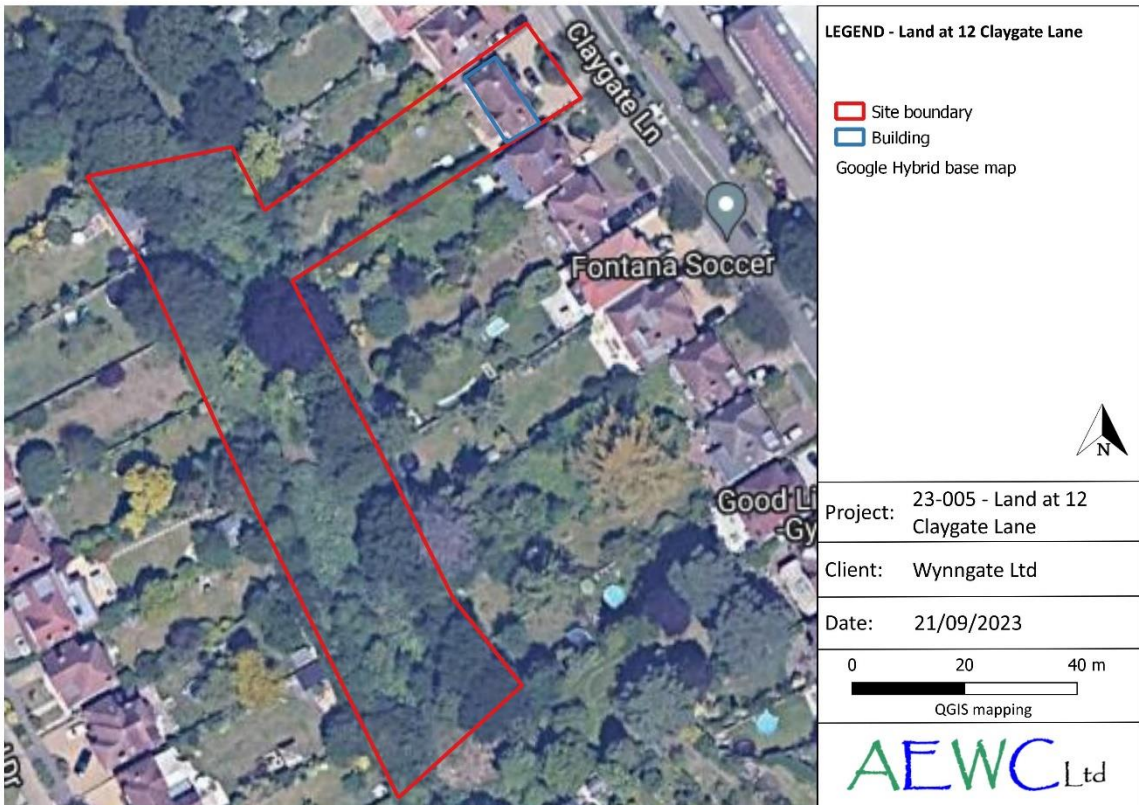 Claygate Ln
Fontana Soccer
Good Li
-Gy
Dr
LEGEND - Land at 12 Claygate Lane
Site boundary
Building
Google Hybrid base map
N
Project: 23-005 - Land at 12
Claygate Lane
Client: Wynngate Ltd
Date: 21/09/2023
0 20 40 m
QGIS mapping
AEWC Ltd